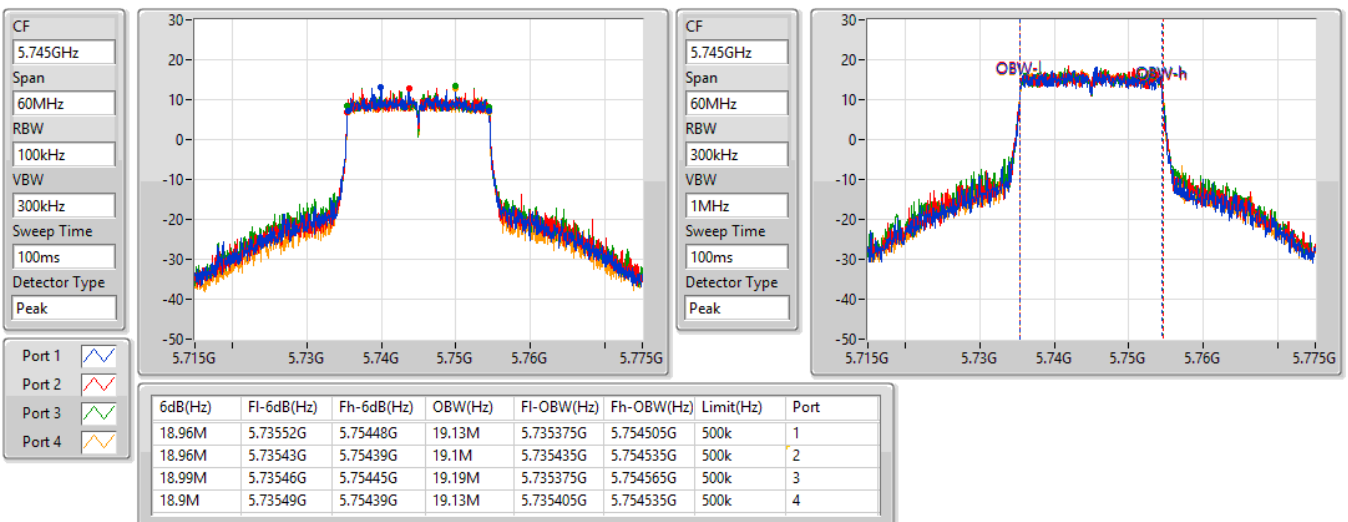 CF
5.745GHz
Span
60MHz
RBW
100kHz
VBW
300kHz
Sweep Time
100ms
Detector Type
Peak
30
20
10
0
-10
-20
-30
-40
-50
5.715G 5.73G 5.74G 5.75G 5.76G 5.775G
CF
5.745GHz
Span
60MHz
RBW
300kHz
VBW
1MHz
Sweep Time
100ms
Detector Type
Peak
30
20
10
0
-10
-20
-30
-40
-50
OBW-l OBW-h
5.715G 5.73G 5.74G 5.75G 5.76G 5.775G
Port 1
Port 2
Port 3
Port 4
6dB(Hz) Fl-6dB(Hz) Fh-6dB(Hz) OBW(Hz) Fl-OBW(Hz) Fh-OBW(Hz) Limit(Hz) Port
18.96M 5.73552G 5.75448G 19.13M 5.735375G 5.754505G 500k 1
18.96M 5.73543G 5.75439G 19.1M 5.735435G 5.754535G 500k 2
18.99M 5.73546G 5.75445G 19.19M 5.735375G 5.754565G 500k 3
18.9M 5.73549G 5.75439G 19.13M 5.735405G 5.754535G 500k 4